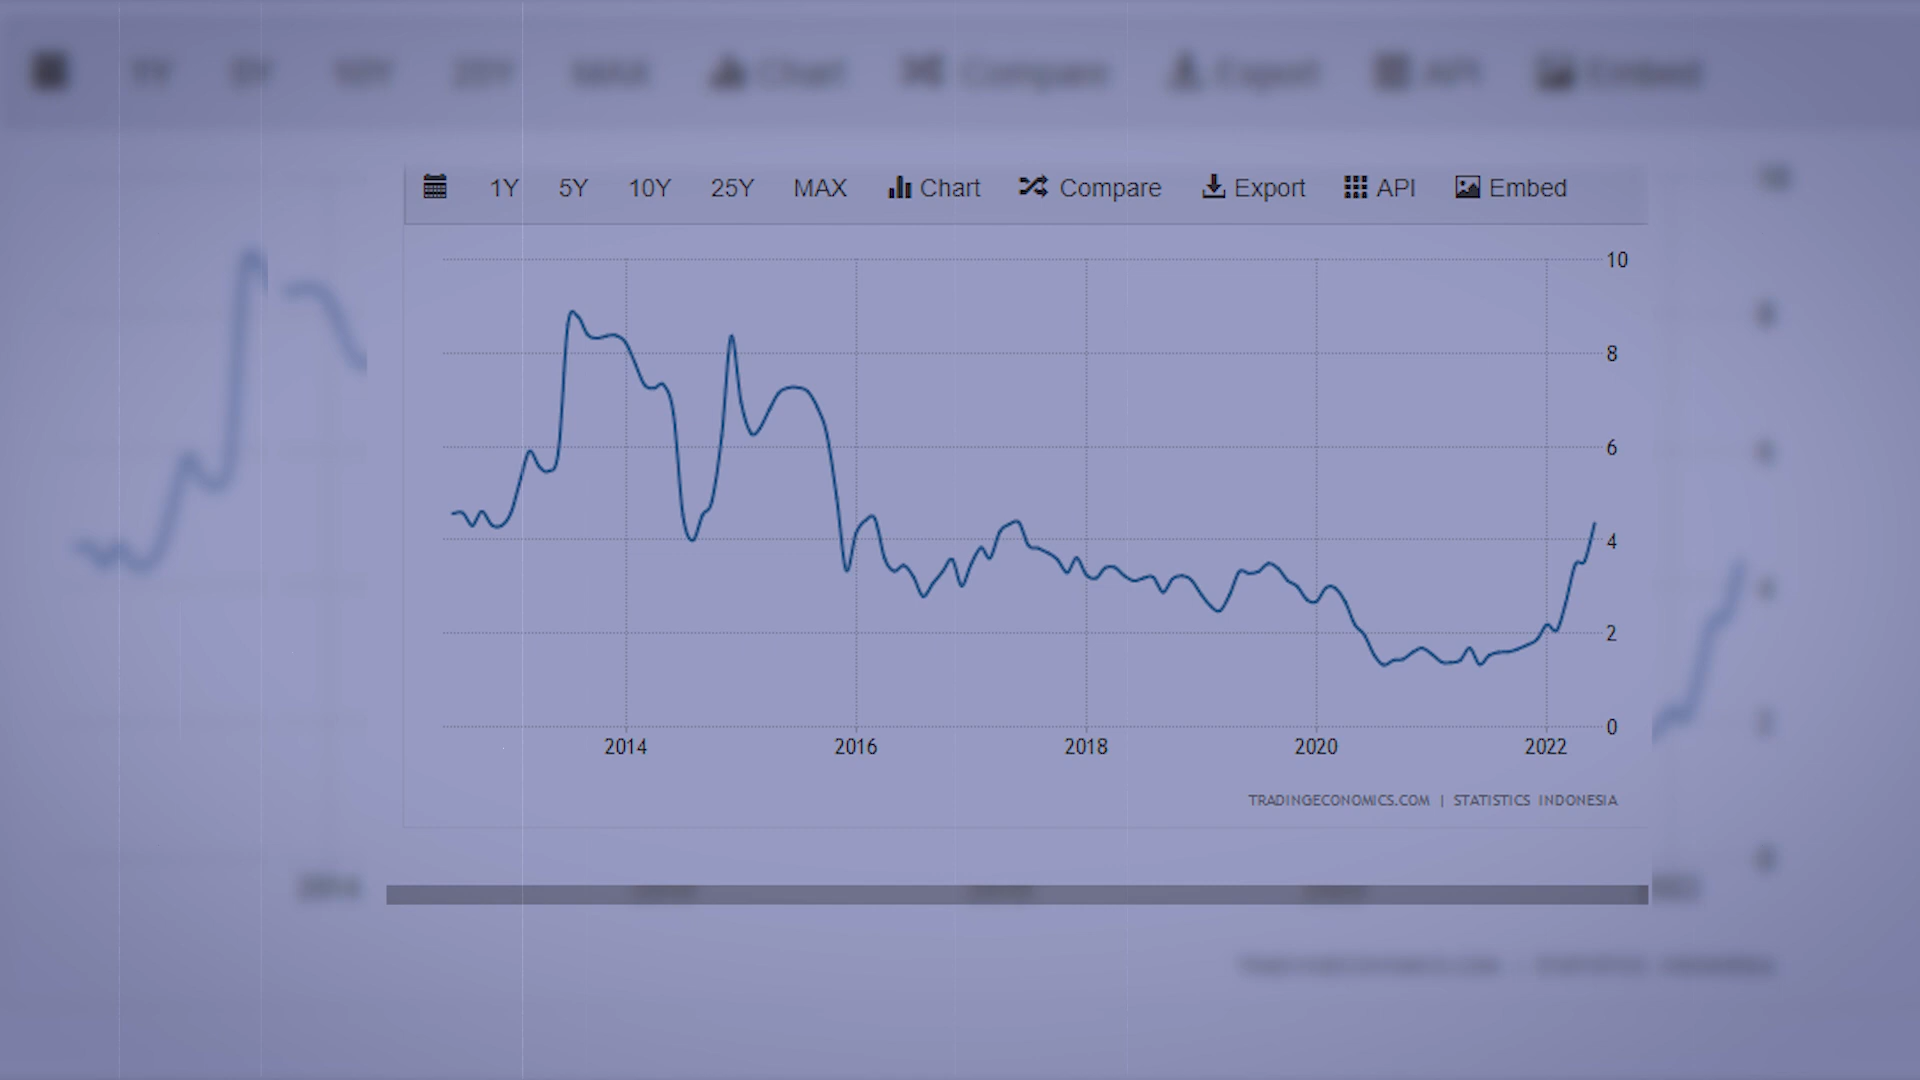 1Y 5Y 10Y 25Y MAX Chart Compare Export API Embed
10
8
6
4
2
0
2014 2016 2018 2020 2022
TRADINGECONOMICS.COM | STATISTICS INDONESIA